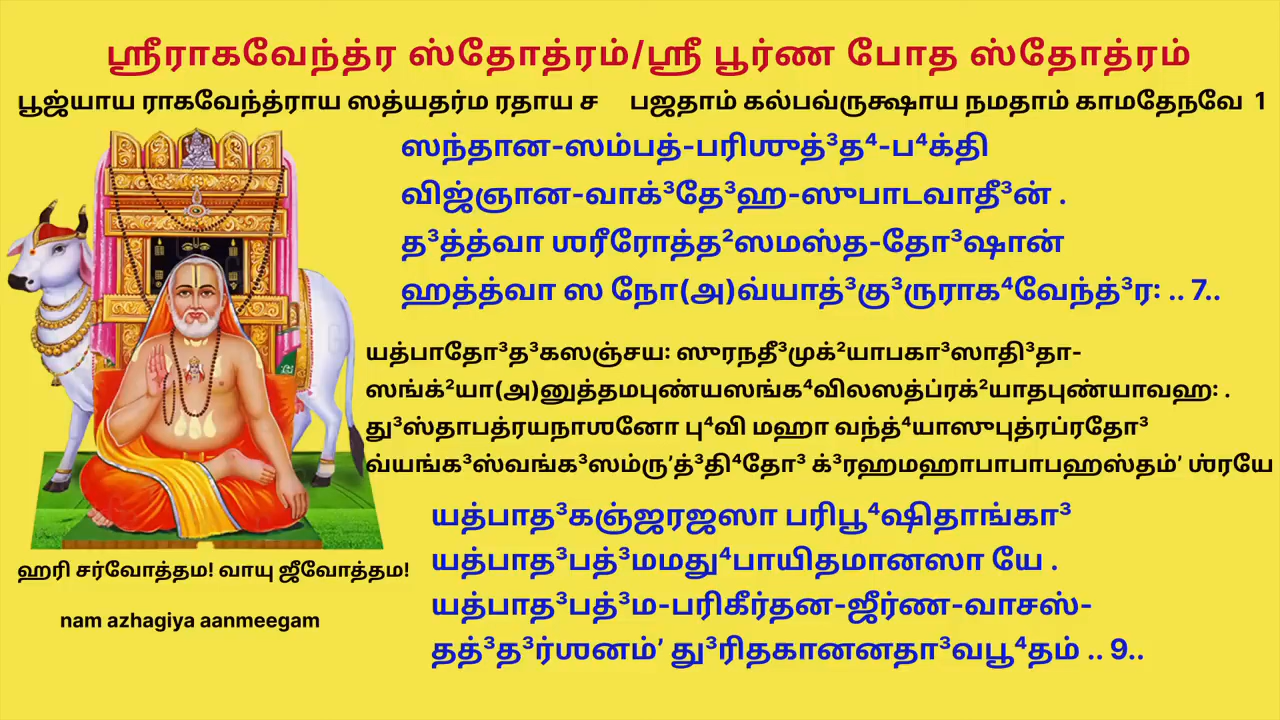 ஸ்ரீராகவேந்த்ர ஸ்தோத்ரம்/ஸ்ரீ பூர்ண போத ஸ்தோத்ரம்
பூஜ்யாய ராகவேந்த்ராய ஸத்யதர்ம ரதாய ச பஜதாம் கல்பவ்ருக்ஷாய நமதாம் காமதேநவே 1
ஸந்தான-ஸம்பத்-பரிஶுத்³த⁴-ப⁴க்தி
விஜ்ஞான-வாக்³தே³ஹ-ஸுபாடவாதீ³ன் .
த³த்த்வா ஶரீரோத்த²ஸமஸ்த-தோ³ஷான்
ஹத்த்வா ஸ நோ(அ)வ்யாத்³கு³ருராக⁴வேந்த்³ர: .. 7..
யத்பாதோ³த³கஸஞ்சய: ஸுரநதீ³முக்²யாபகா³ஸாதி³தா-
ஸங்க்²யா(அ)னுத்தமபுண்யஸங்க⁴விலஸத்ப்ரக்²யாதபுண்யாவஹ: .
து³ஸ்தாபத்ரயநாஶனோ பு⁴வி மஹா வந்த்⁴யாஸுபுத்ரப்ரதோ³
வ்யங்க³ஸ்வங்க³ஸம்ரு’த்³தி⁴தோ³ க்³ரஹமஹாபாபாபஹஸ்தம்’ ஶ்ரயே
யத்பாத³கஞ்ஜரஜஸா பரிபூ⁴ஷிதாங்கா³
யத்பாத³பத்³மமது⁴பாயிதமானஸா யே .
யத்பாத³பத்³ம-பரிகீர்தன-ஜீர்ண-வாசஸ்-
தத்³த³ர்ஶனம்’ து³ரிதகானனதா³வபூ⁴தம் .. 9..
ஹரி சர்வோத்தம! வாயு ஜீவோத்தம!
nam azhagiya aanmeegam